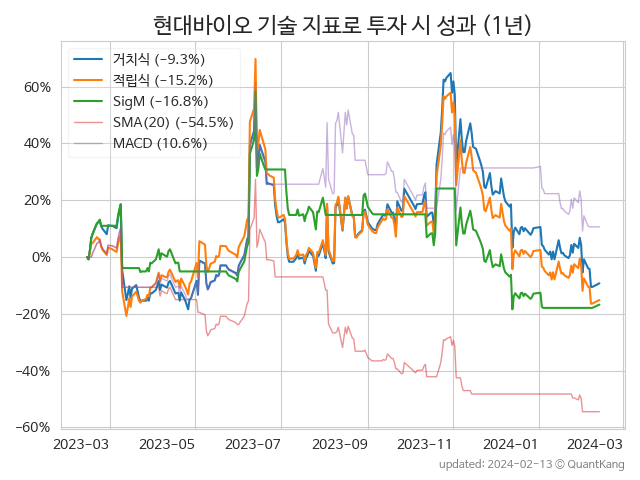 현대바이오 기술 지표로 투자 시 성과 (1년)
거치식 (−9.3%)
적립식 (−15.2%)
SigM (−16.8%)
SMA(20) (−54.5%)
MACD (10.6%)
60%
40%
20%
0%
−20%
−40%
−60%
2023-03 2023-05 2023-07 2023-09 2023-11 2024-01 2024-03
updated: 2024-02-13 © QuantKang